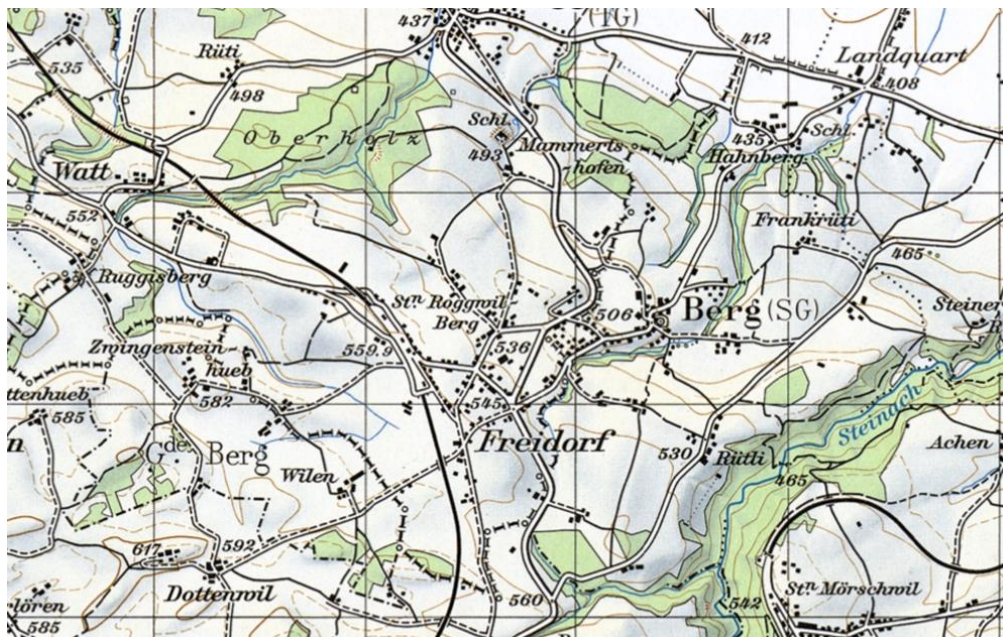 437
(TG)
412
Rüti
Landquart
535
408
498
Schl.
Oberholz
435
Schl.
493
Mammerts
-hofen
Hahnberg
Watt
552
Frankrüti
465
Ruggisberg
Stn. Roggwil
Berg
506
Berg (SG)
Steiner
Zwingenstein
559.9
536
hueb
ttenhueb
582
585
545
Steinach
n
Gde. Berg
Freidorf
Achen
530
Rütli
Wilen
465
617
592
Dottenwil
Stn. Mörschwil
560
542
lören
585